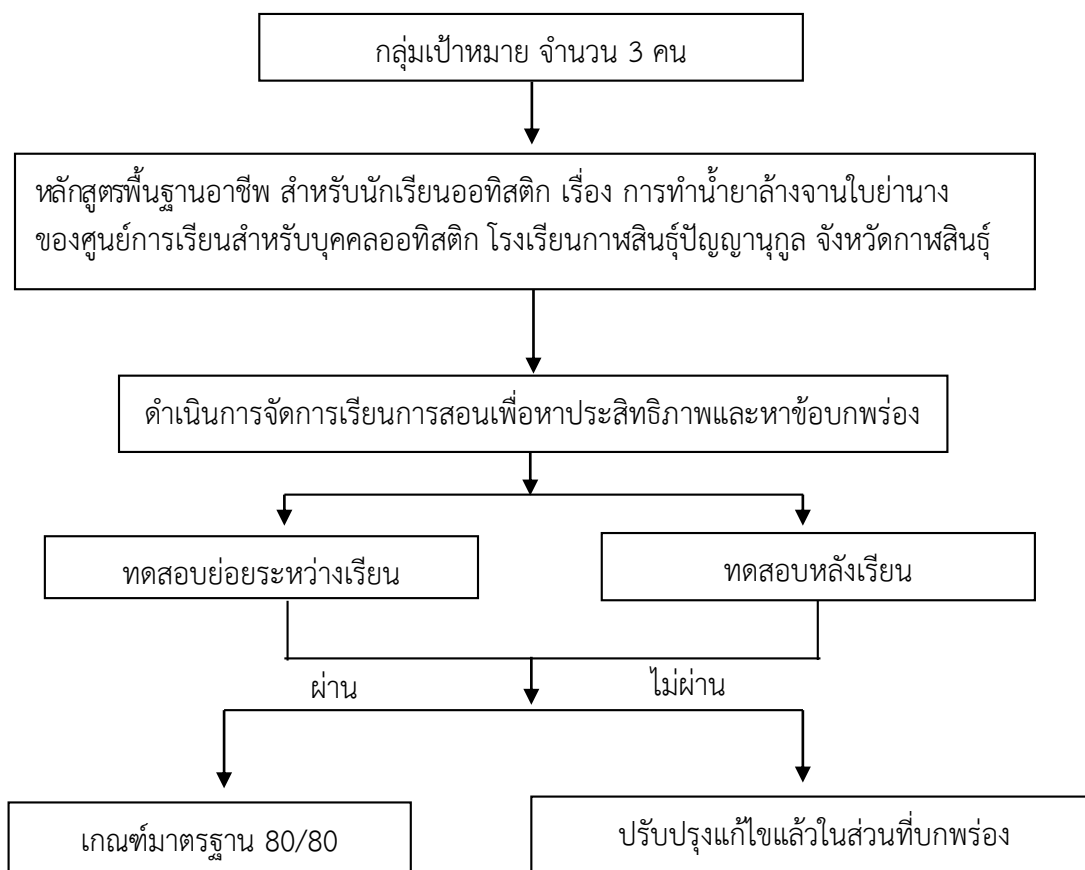 กลุ่มเป้าหมาย จำนวน 3 คน
หลักสูตรพื้นฐานอาชีพ สำหรับนักเรียนออทิสติก เรื่อง การทำน้ำยาล้างจานใบย่านาง
ของศูนย์การเรียนสำหรับบุคคลออทิสติก โรงเรียนกาฬสินธุ์ปัญญานุกูล จังหวัดกาฬสินธุ์
ดำเนินการจัดการเรียนการสอนเพื่อหาประสิทธิภาพและหาข้อบกพร่อง
ทดสอบย่อยระหว่างเรียน
ทดสอบหลังเรียน
ผ่าน
ไม่ผ่าน
เกณฑ์มาตรฐาน 80/80
ปรับปรุงแก้ไขแล้วในส่วนที่บกพร่อง